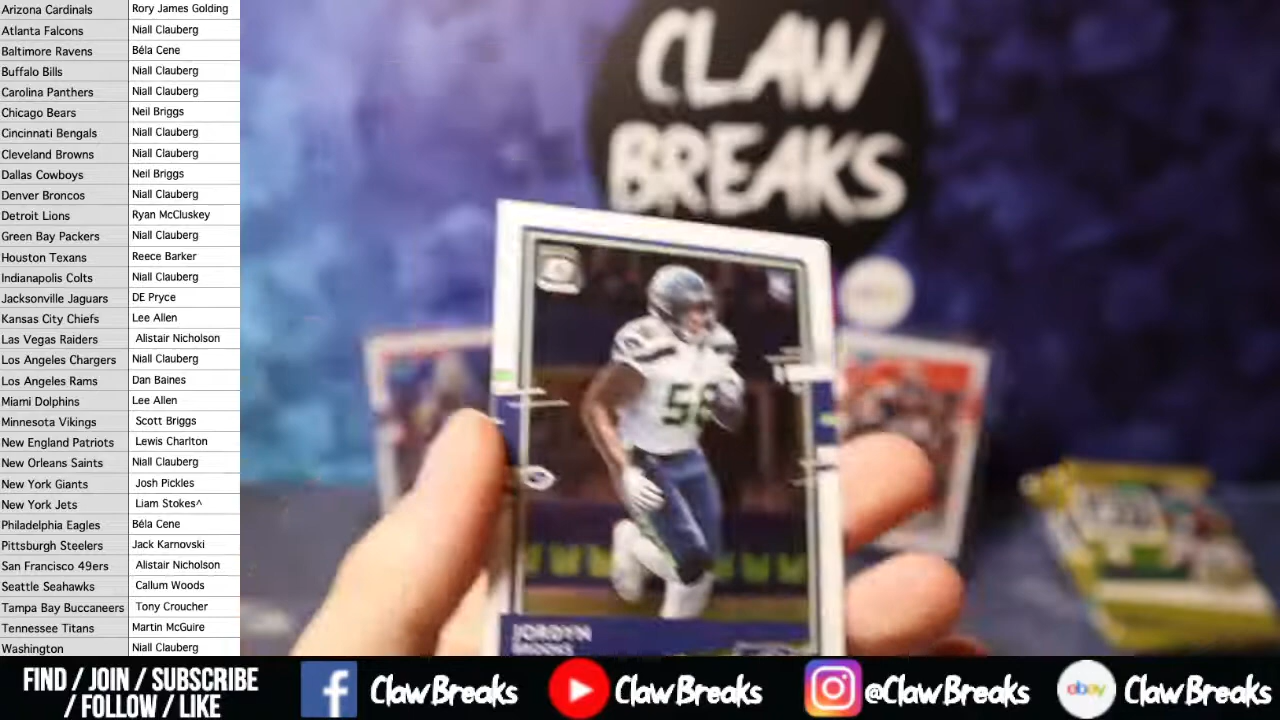 Arizona Cardinals Rory James Golding
Atlanta Falcons Niall Clauberg
Baltimore Ravens Béla Cene
Buffalo Bills Niall Clauberg
Carolina Panthers Niall Clauberg
Chicago Bears Neil Briggs
Cincinnati Bengals Niall Clauberg
Cleveland Browns Niall Clauberg
Dallas Cowboys Neil Briggs
Denver Broncos Niall Clauberg
Detroit Lions Ryan McCluskey
Green Bay Packers Niall Clauberg
Houston Texans Reece Barker
Indianapolis Colts Niall Clauberg
Jacksonville Jaguars DE Pryce
Kansas City Chiefs Lee Allen
Las Vegas Raiders Alistair Nicholson
Los Angeles Chargers Niall Clauberg
Los Angeles Rams Dan Baines
Miami Dolphins Lee Allen
Minnesota Vikings Scott Briggs
New England Patriots Lewis Charlton
New Orleans Saints Niall Clauberg
New York Giants Josh Pickles
New York Jets Liam Stokes^
Philadelphia Eagles Béla Cene
Pittsburgh Steelers Jack Karnovski
San Francisco 49ers Alistair Nicholson
Seattle Seahawks Callum Woods
Tampa Bay Buccaneers Tony Croucher
Tennessee Titans Martin McGuire
Washington Niall Clauberg
CLAW
BREAKS
56
JORDYN
BROOKS
FIND / JOIN / SUBSCRIBE
/ FOLLOW / LIKE
f ClawBreaks
ClawBreaks
@ClawBreaks
ebay ClawBreaks